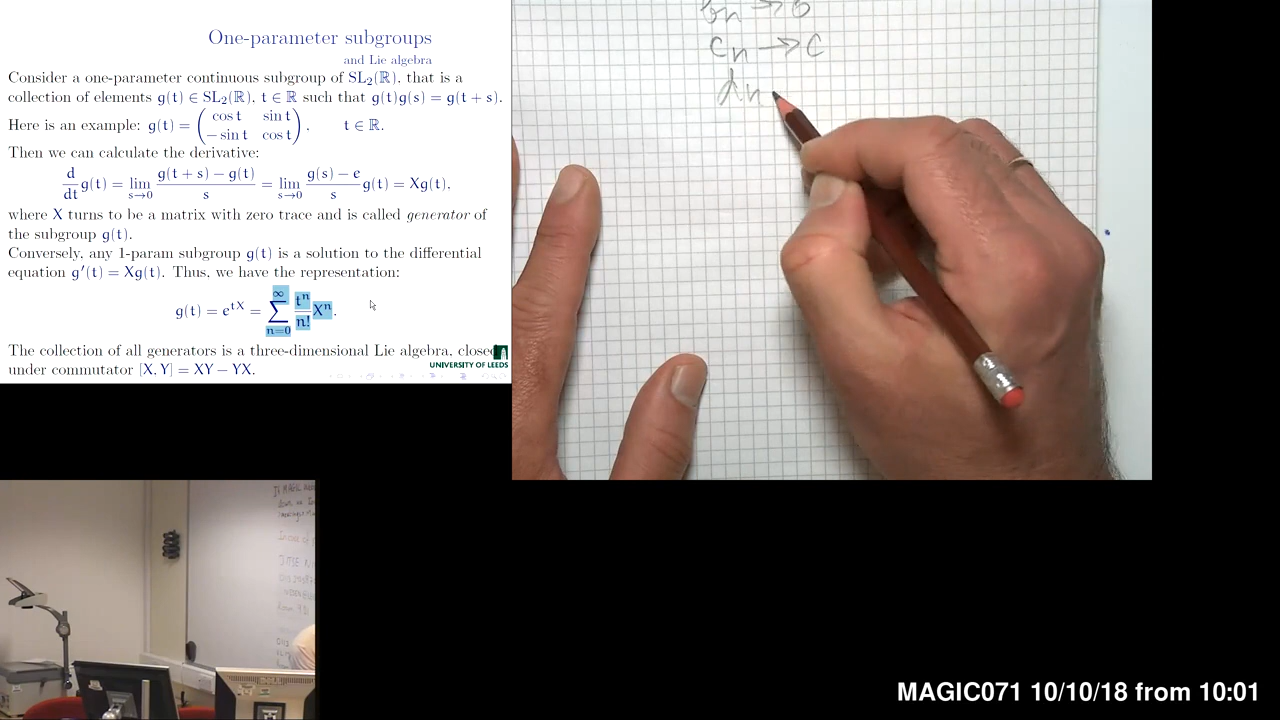 One-parameter subgroups
and Lie algebra
Consider a one-parameter continuous subgroup of SL₂(ℝ), that is a
collection of elements g(t) ∈ SL₂(ℝ), t ∈ ℝ such that g(t)g(s) = g(t + s).
Here is an example: g(t) = ( cos t sin t
− sin t cos t ), t ∈ ℝ.
Then we can calculate the derivative:
d/dt g(t) = lim s→0 (g(t + s) − g(t))/s = lim s→0 (g(s) − e)/s g(t) = Xg(t),
where X turns to be a matrix with zero trace and is called generator of
the subgroup g(t).
Conversely, any 1-param subgroup g(t) is a solution to the differential
equation g′(t) = Xg(t). Thus, we have the representation:
g(t) = e^{tX} = ∑_{n=0}^{∞} t^n/n! X^n.
The collection of all generators is a three-dimensional Lie algebra, closed
under commutator [X, Y] = XY − YX.
UNIVERSITY OF LEEDS
bₙ → b
cₙ → c
dₙ
MAGIC071 10/10/18 from 10:01